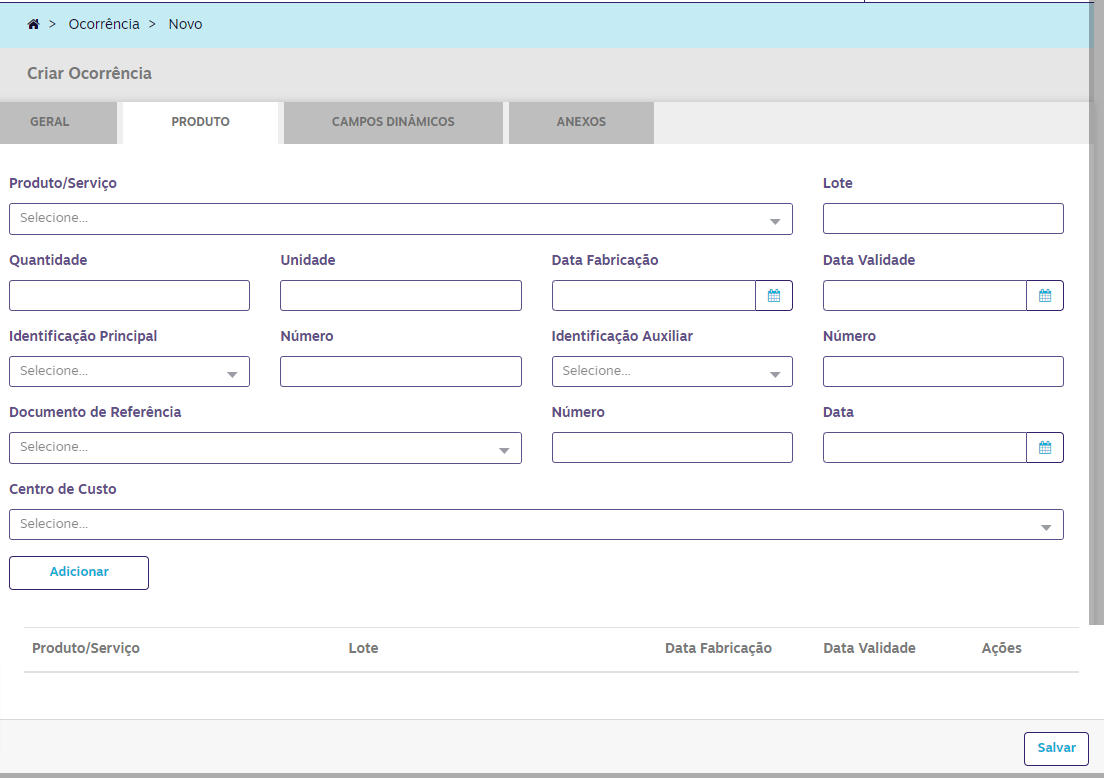 > Ocorrência > Novo
Criar Ocorrência
GERAL PRODUTO CAMPOS DINÂMICOS ANEXOS
Produto/Serviço Lote
Selecione...
Quantidade Unidade Data Fabricação Data Validade
Identificação Principal Número Identificação Auxiliar Número
Selecione... Selecione...
Documento de Referência Número Data
Selecione...
Centro de Custo
Selecione...
Adicionar
Produto/Serviço Lote Data Fabricação Data Validade Ações
Salvar